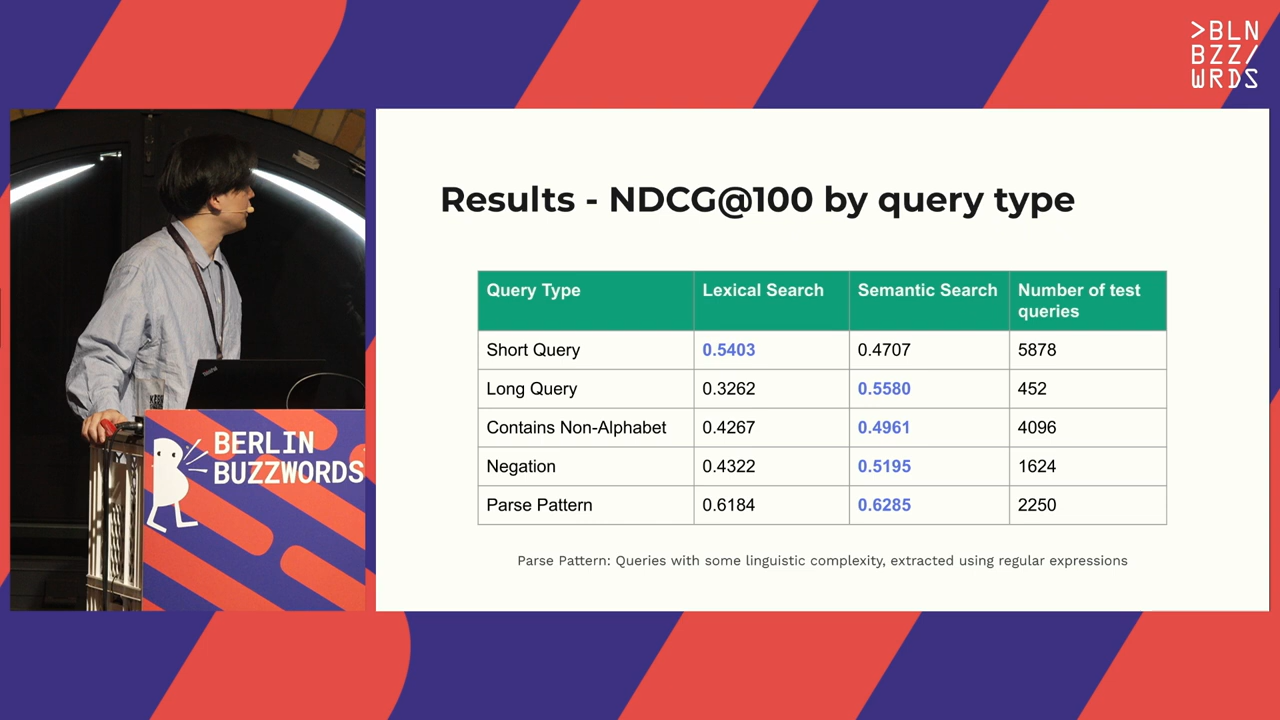 >BLN
BZZ/
WRDS
Results - NDCG@100 by query type
Query Type Lexical Search Semantic Search Number of test queries
Short Query 0.5403 0.4707 5878
Long Query 0.3262 0.5580 452
Contains Non-Alphabet 0.4267 0.4961 4096
Negation 0.4322 0.5195 1624
Parse Pattern 0.6184 0.6285 2250
Parse Pattern: Queries with some linguistic complexity, extracted using regular expressions
ThinkPad
BERLIN
BUZZWORDS